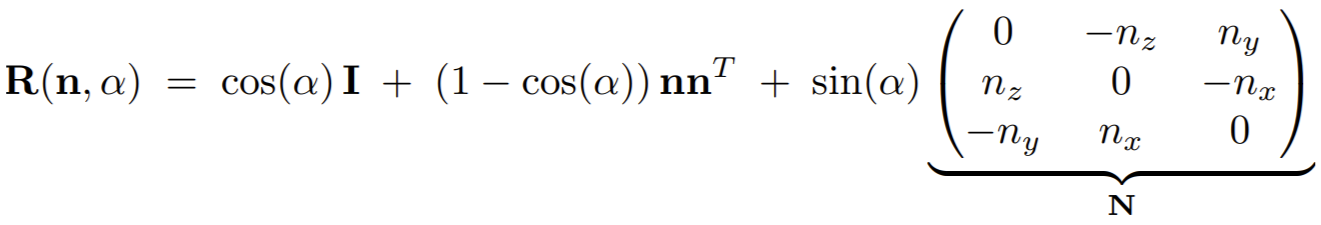 R(n, α) = cos(α) I + (1 − cos(α)) nn^T + sin(α) ( 0 −n_z n_y
n_z 0 −n_x
−n_y n_x 0 )
N